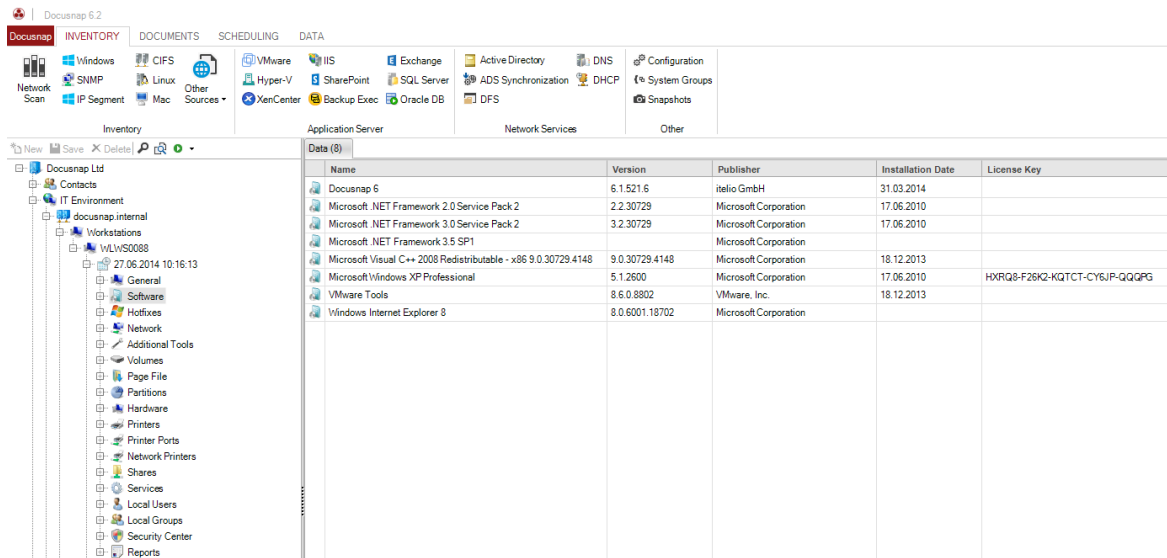 Docusnap 6.2
Docusnap INVENTORY DOCUMENTS SCHEDULING DATA
Network Scan
Windows CIFS
SNMP Linux
IP Segment Mac
Other Sources
Inventory
VMware IIS Exchange
Hyper-V SharePoint SQL Server
XenCenter Backup Exec Oracle DB
Application Server
Active Directory DNS
ADS Synchronization DHCP
DFS
Network Services
Configuration
System Groups
Snapshots
Other
New Save Delete
Docusnap Ltd
Contacts
IT Environment
docusnap.internal
Workstations
WLWS0088
27.06.2014 10:16:13
General
Software
Hotfixes
Network
Additional Tools
Volumes
Page File
Partitions
Hardware
Printers
Printer Ports
Network Printers
Shares
Services
Local Users
Local Groups
Security Center
Reports
Data (8)
Name Version Publisher Installation Date License Key
Docusnap 6 6.1.521.6 itelio GmbH 31.03.2014
Microsoft .NET Framework 2.0 Service Pack 2 2.2.30729 Microsoft Corporation 17.06.2010
Microsoft .NET Framework 3.0 Service Pack 2 3.2.30729 Microsoft Corporation 17.06.2010
Microsoft .NET Framework 3.5 SP1 Microsoft Corporation
Microsoft Visual C++ 2008 Redistributable - x86 9.0.30729.4148 9.0.30729.4148 Microsoft Corporation 18.12.2013
Microsoft Windows XP Professional 5.1.2600 Microsoft Corporation 17.06.2010 HXRQ8-F26K2-KQTCT-CY6JP-QQQPG
VMware Tools 8.6.0.8802 VMware, Inc. 18.12.2013
Windows Internet Explorer 8 8.0.6001.18702 Microsoft Corporation